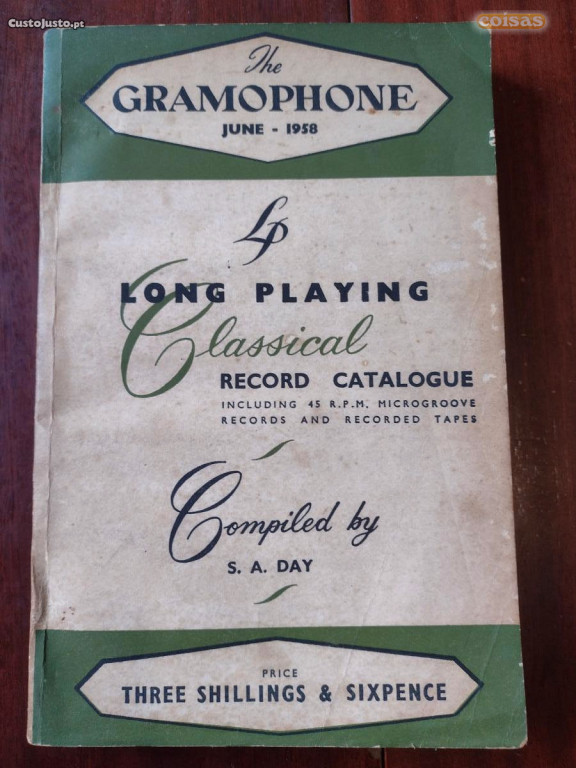 CustoJusto.pt
coisas
The
GRAMOPHONE
JUNE - 1958
LP
LONG PLAYING
Classical
RECORD CATALOGUE
INCLUDING 45 R.P.M. MICROGROOVE
RECORDS AND RECORDED TAPES
Compiled by
S. A. DAY
PRICE
THREE SHILLINGS & SIXPENCE